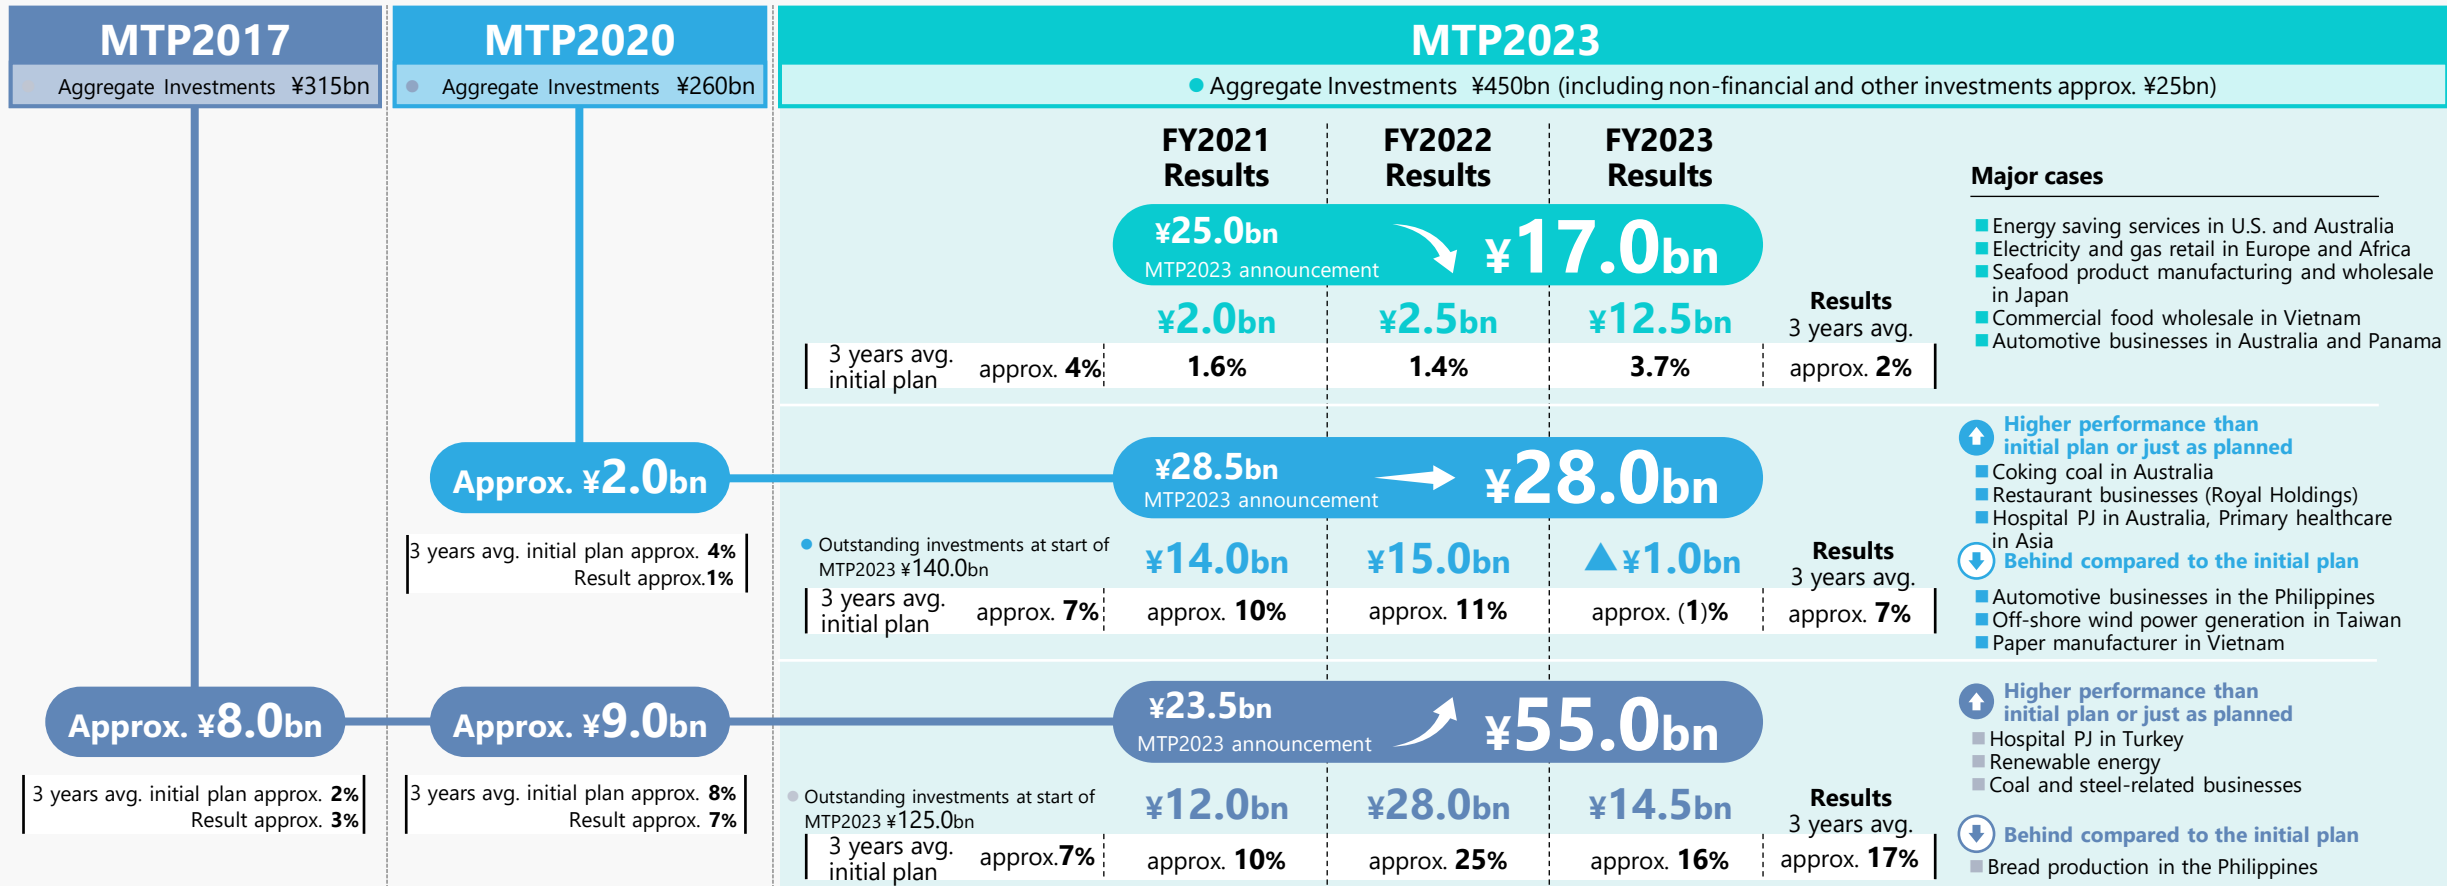 MTP2017
Aggregate Investments ¥315bn
MTP2020
Aggregate Investments ¥260bn
MTP2023
● Aggregate Investments ¥450bn (including non-financial and other investments approx. ¥25bn)
FY2021
Results
FY2022
Results
FY2023
Results
¥25.0bn
MTP2023 announcement
¥17.0bn
¥2.0bn
¥2.5bn
¥12.5bn
Results
3 years avg.
3 years avg.
initial plan
approx. 4%
1.6%
1.4%
3.7%
approx. 2%
Major cases
■ Energy saving services in U.S. and Australia
■ Electricity and gas retail in Europe and Africa
■ Seafood product manufacturing and wholesale
in Japan
■ Commercial food wholesale in Vietnam
■ Automotive businesses in Australia and Panama
Approx. ¥2.0bn
3 years avg. initial plan approx. 4%
Result approx.1%
¥28.5bn
MTP2023 announcement
¥28.0bn
● Outstanding investments at start of
MTP2023 ¥140.0bn
¥14.0bn
¥15.0bn
▲¥1.0bn
Results
3 years avg.
3 years avg.
initial plan
approx. 7%
approx. 10%
approx. 11%
approx. (1)%
approx. 7%
Higher performance than
initial plan or just as planned
■ Coking coal in Australia
■ Restaurant businesses (Royal Holdings)
■ Hospital PJ in Australia, Primary healthcare
in Asia
Behind compared to the initial plan
■ Automotive businesses in the Philippines
■ Off-shore wind power generation in Taiwan
■ Paper manufacturer in Vietnam
Approx. ¥8.0bn
3 years avg. initial plan approx. 2%
Result approx. 3%
Approx. ¥9.0bn
3 years avg. initial plan approx. 8%
Result approx. 7%
¥23.5bn
MTP2023 announcement
¥55.0bn
● Outstanding investments at start of
MTP2023 ¥125.0bn
¥12.0bn
¥28.0bn
¥14.5bn
Results
3 years avg.
3 years avg.
initial plan
approx.7%
approx. 10%
approx. 25%
approx. 16%
approx. 17%
Higher performance than
initial plan or just as planned
■ Hospital PJ in Turkey
■ Renewable energy
■ Coal and steel-related businesses
Behind compared to the initial plan
■ Bread production in the Philippines